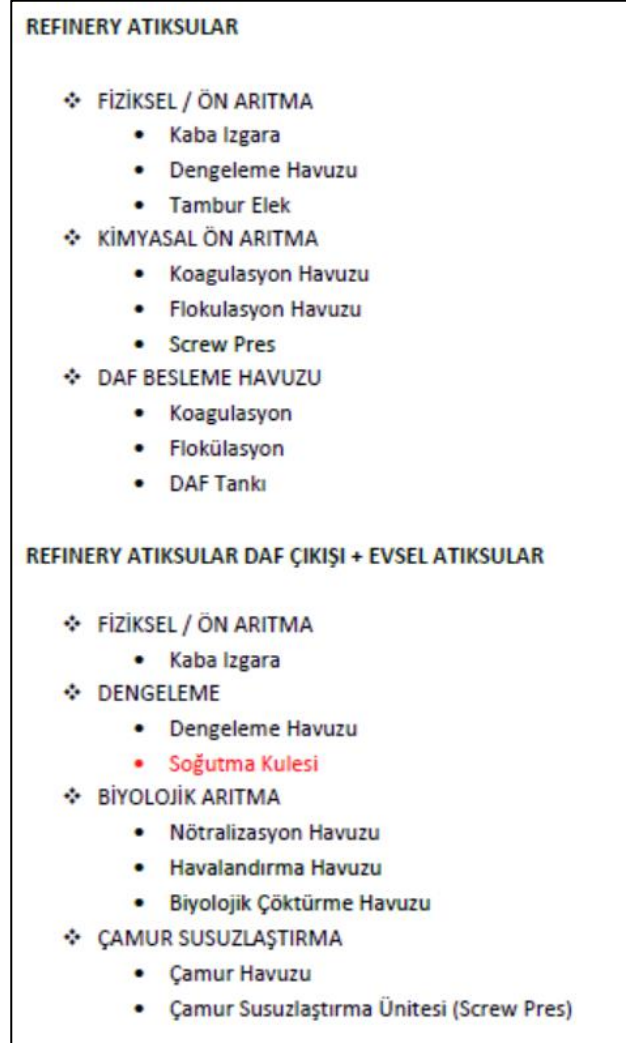 REFINERY ATIKSULAR
❖ FİZİKSEL / ÖN ARITMA
• Kaba Izgara
• Dengeleme Havuzu
• Tambur Elek
❖ KİMYASAL ÖN ARITMA
• Koagulasyon Havuzu
• Flokulasyon Havuzu
• Screw Pres
❖ DAF BESLEME HAVUZU
• Koagulasyon
• Flokülasyon
• DAF Tankı
REFINERY ATIKSULAR DAF ÇIKIŞI + EVSEL ATIKSULAR
❖ FİZİKSEL / ÖN ARITMA
• Kaba Izgara
❖ DENGELEME
• Dengeleme Havuzu
• Soğutma Kulesi
❖ BİYOLOJİK ARITMA
• Nötralizasyon Havuzu
• Havalandırma Havuzu
• Biyolojik Çöktürme Havuzu
❖ ÇAMUR SUSUZLAŞTIRMA
• Çamur Havuzu
• Çamur Susuzlaştırma Ünitesi (Screw Pres)